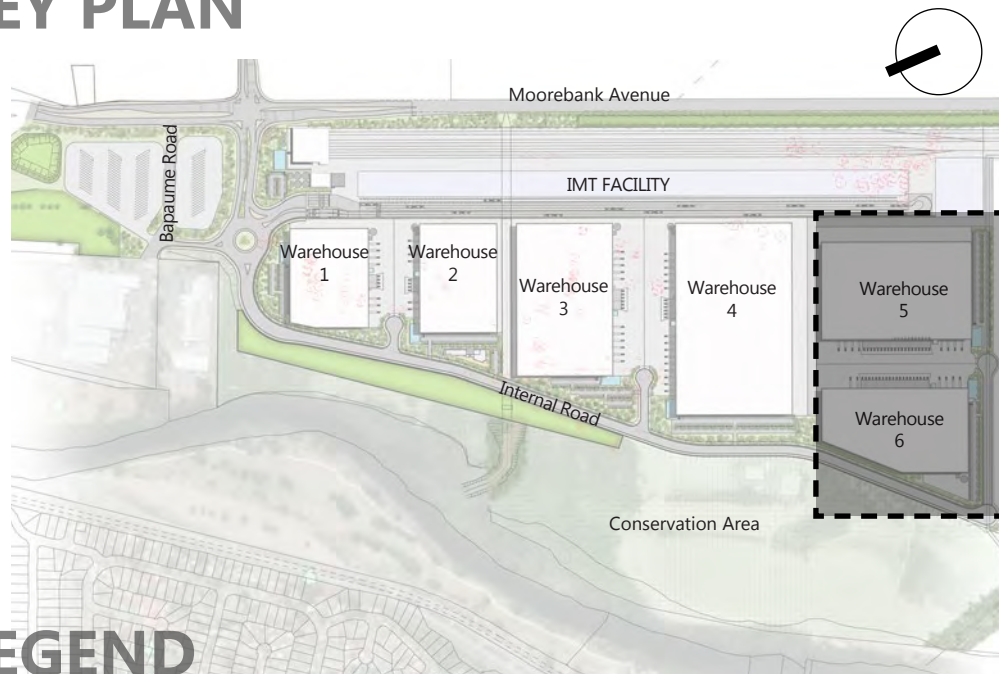 EY PLAN
Moorebank Avenue
Bapaume Road
IMT FACILITY
Warehouse
1
Warehouse
2
Warehouse
3
Warehouse
4
Warehouse
5
Warehouse
6
Internal Road
Conservation Area
EGEND